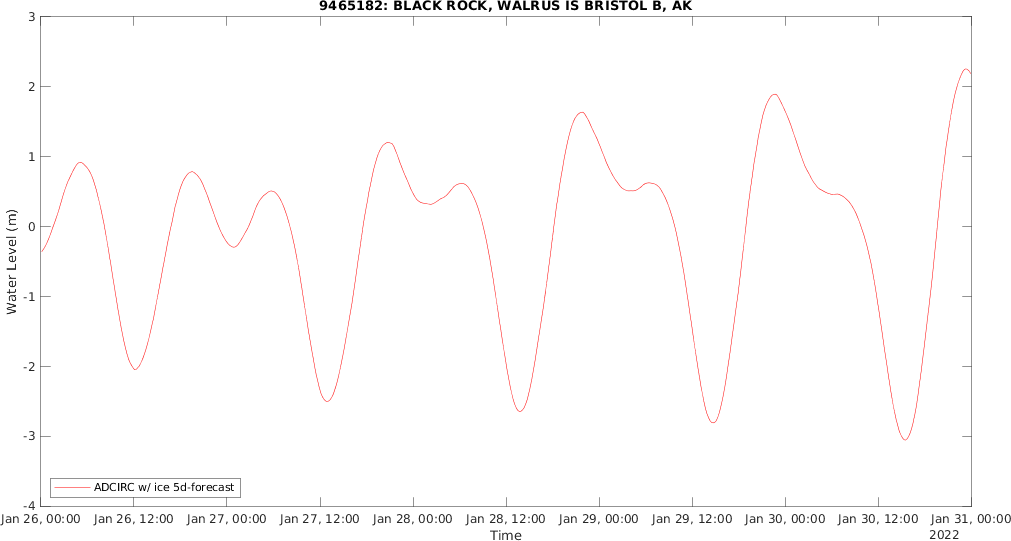 9465182: BLACK ROCK, WALRUS IS BRISTOL B, AK
3
2
1
0
-1
-2
-3
-4
Water Level (m)
ADCIRC w/ ice 5d-forecast
Jan 26, 00:00 Jan 26, 12:00 Jan 27, 00:00 Jan 27, 12:00 Jan 28, 00:00 Jan 28, 12:00 Jan 29, 00:00 Jan 29, 12:00 Jan 30, 00:00 Jan 30, 12:00 Jan 31, 00:00
Time
2022